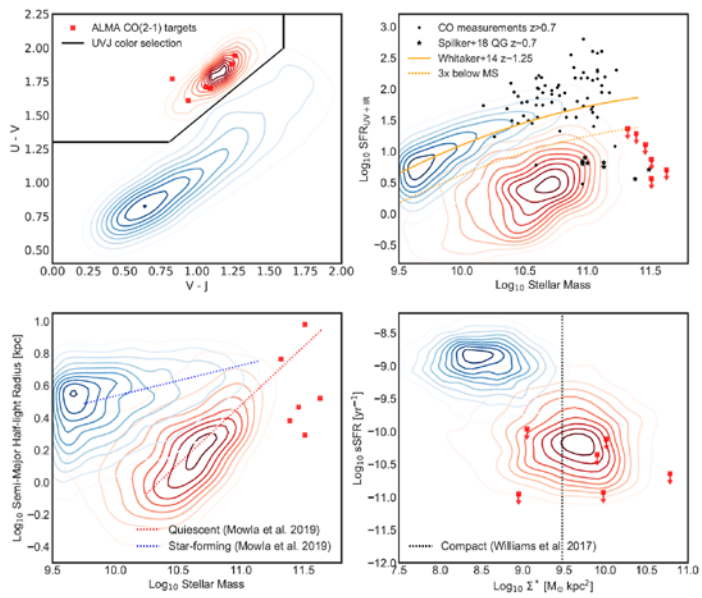 ALMA CO(2-1) targets
UVJ color selection
2.25
2.00
1.75
1.50
1.25
1.00
0.75
0.50
U - V
0.00 0.25 0.50 0.75 1.00 1.25 1.50 1.75 2.00
V - J
CO measurements z>0.7
Spilker+18 QG z~0.7
Whitaker+14 z~1.25
3x below MS
3.0
2.5
2.0
1.5
1.0
0.5
0.0
−0.5
Log10 SFRUV + IR
9.5 10.0 10.5 11.0 11.5
Log10 Stellar Mass
1.0
0.8
0.6
0.4
0.2
0.0
−0.2
−0.4
Log10 Semi-Major Half-light Radius [kpc]
Quiescent (Mowla et al. 2019)
Star-forming (Mowla et al. 2019)
9.5 10.0 10.5 11.0 11.5
Log10 Stellar Mass
−8.0
−8.5
−9.0
−9.5
−10.0
−10.5
−11.0
−11.5
−12.0
Log10 sSFR [yr−1]
Compact (Williams et al. 2017)
7.5 8.0 8.5 9.0 9.5 10.0 10.5 11.0
Log10 Σ* [M⊙ kpc2]